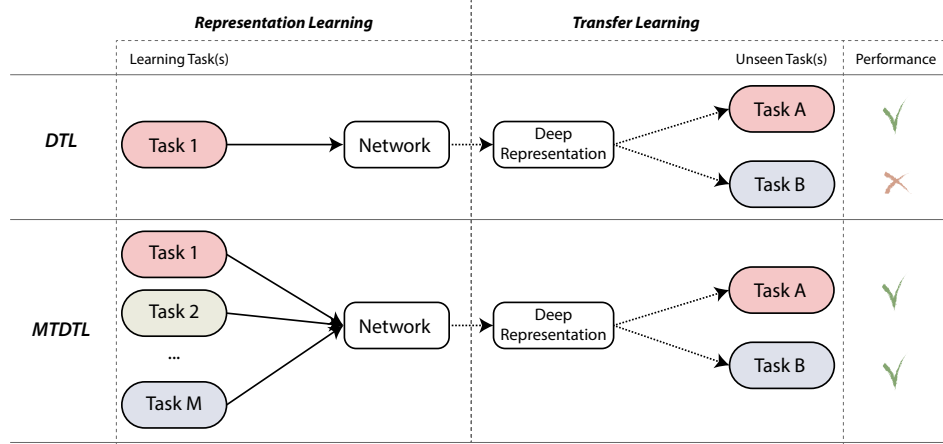 Representation Learning
Transfer Learning
Learning Task(s)
Unseen Task(s)
Performance
DTL
Task 1
Network
Deep
Representation
Task A
Task B
MTDTL
Task 1
Task 2
...
Task M
Network
Deep
Representation
Task A
Task B